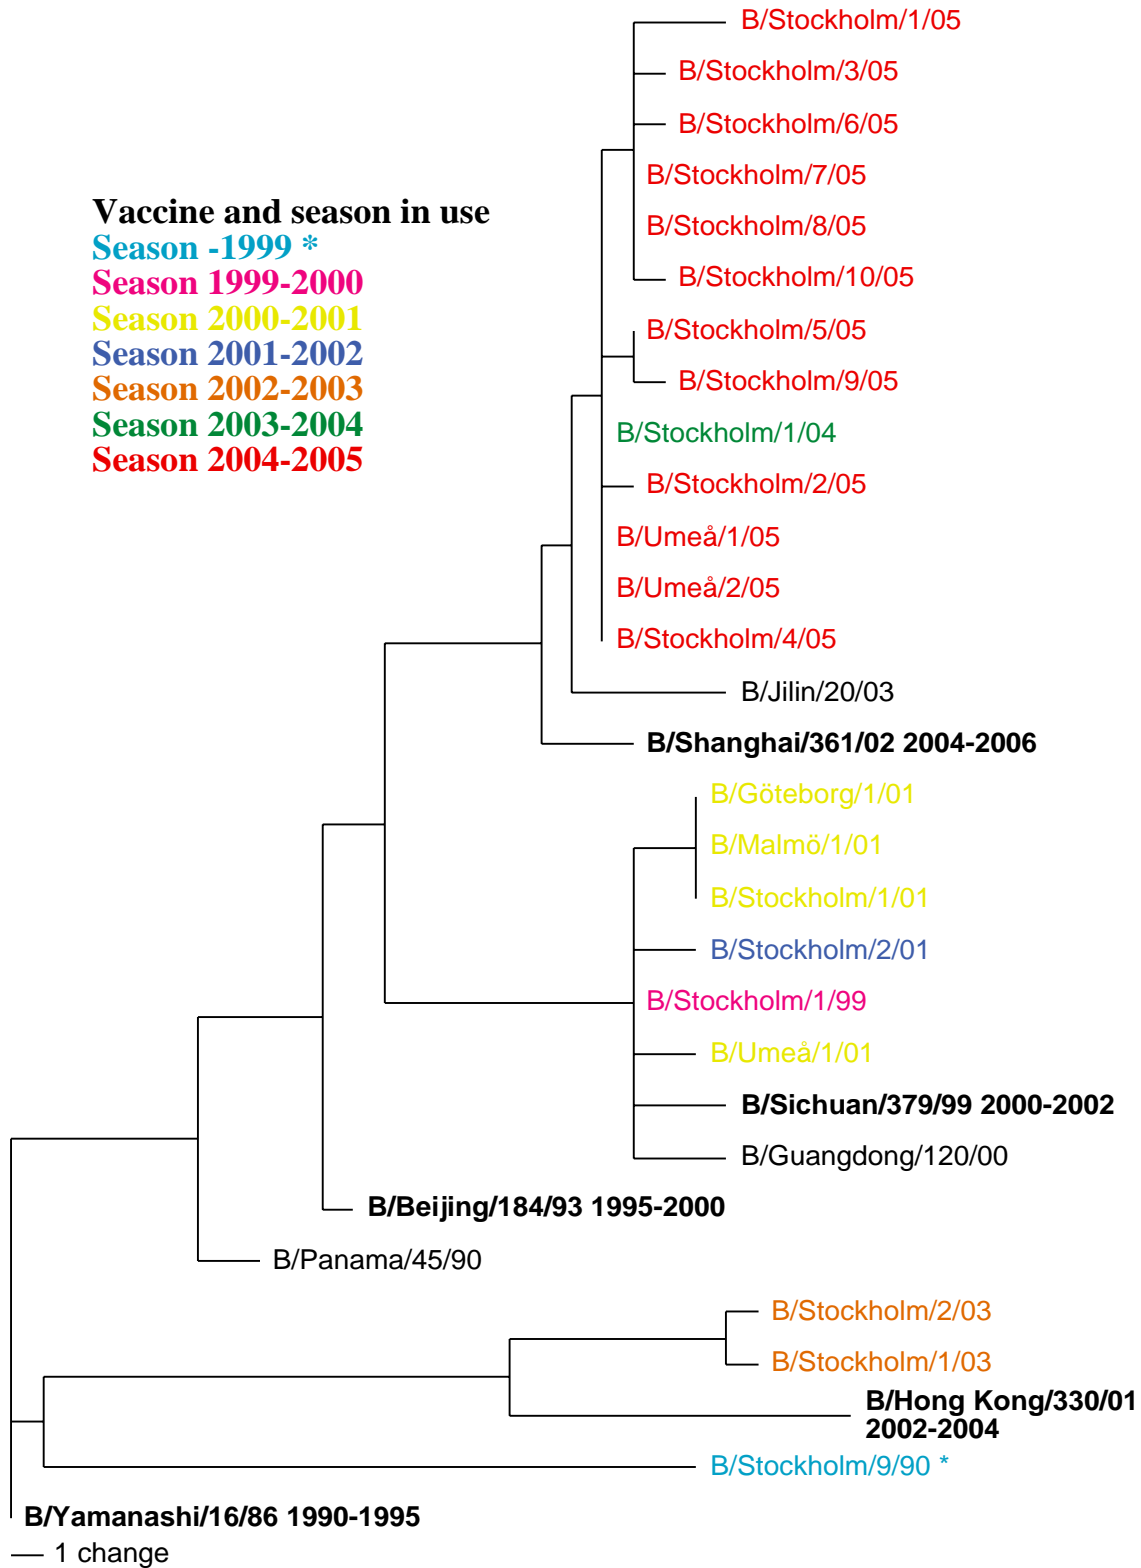 B/Stockholm/1/05
B/Stockholm/3/05
B/Stockholm/6/05
B/Stockholm/7/05
Vaccine and season in use
B/Stockholm/8/05
Season -1999 *
Season 1999-2000
B/Stockholm/10/05
Season 2000-2001
B/Stockholm/5/05
Season 2001-2002
Season 2002-2003
B/Stockholm/9/05
Season 2003-2004
B/Stockholm/1/04
Season 2004-2005
B/Stockholm/2/05
B/Umeå/1/05
B/Umeå/2/05
B/Stockholm/4/05
B/Jilin/20/03
B/Shanghai/361/02 2004-2006
B/Göteborg/1/01
B/Malmö/1/01
B/Stockholm/1/01
B/Stockholm/2/01
B/Stockholm/1/99
B/Umeå/1/01
B/Sichuan/379/99 2000-2002
B/Guangdong/120/00
B/Beijing/184/93 1995-2000
B/Panama/45/90
B/Stockholm/2/03
B/Stockholm/1/03
B/Hong Kong/330/01
2002-2004
B/Stockholm/9/90 *
B/Yamanashi/16/86 1990-1995
1 change